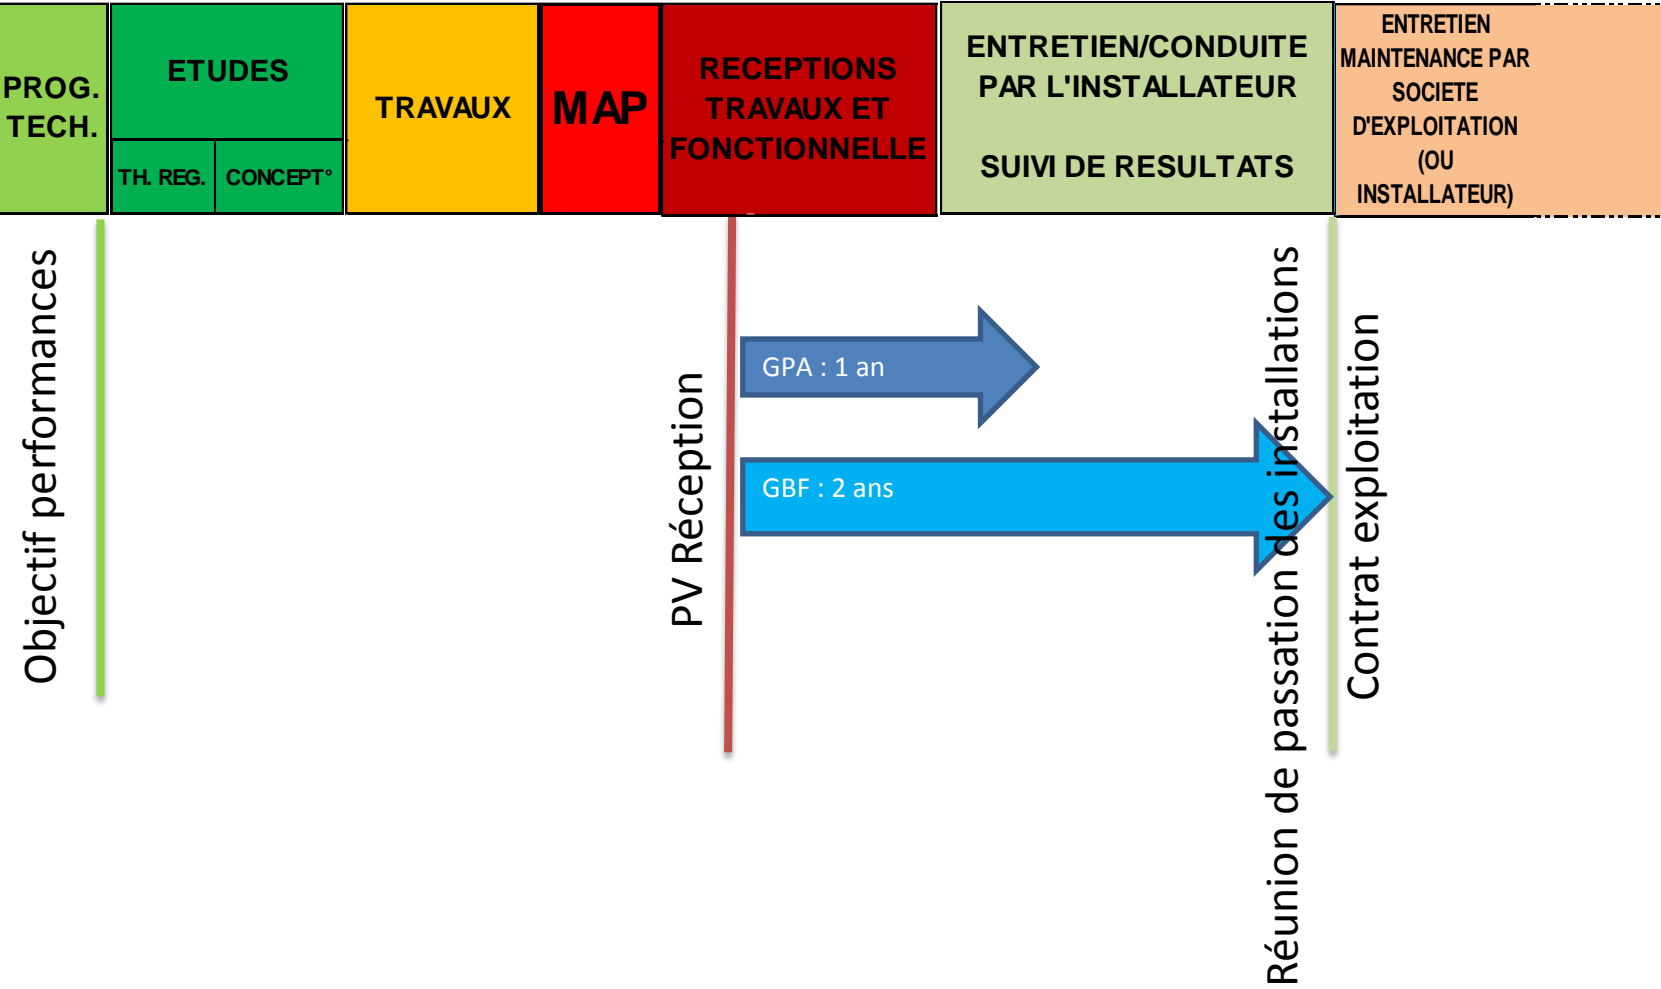 PROG.
TECH.
ETUDES
TH. REG.
CONCEPT°
TRAVAUX
MAP
RECEPTIONS
TRAVAUX ET
FONCTIONNELLE
ENTRETIEN/CONDUITE
PAR L'INSTALLATEUR
SUIVI DE RESULTATS
ENTRETIEN
MAINTENANCE PAR
SOCIETE
D'EXPLOITATION
(OU
INSTALLATEUR)
Objectif performances
PV Réception
GPA : 1 an
GBF : 2 ans
Réunion de passation des installations
Contrat exploitation